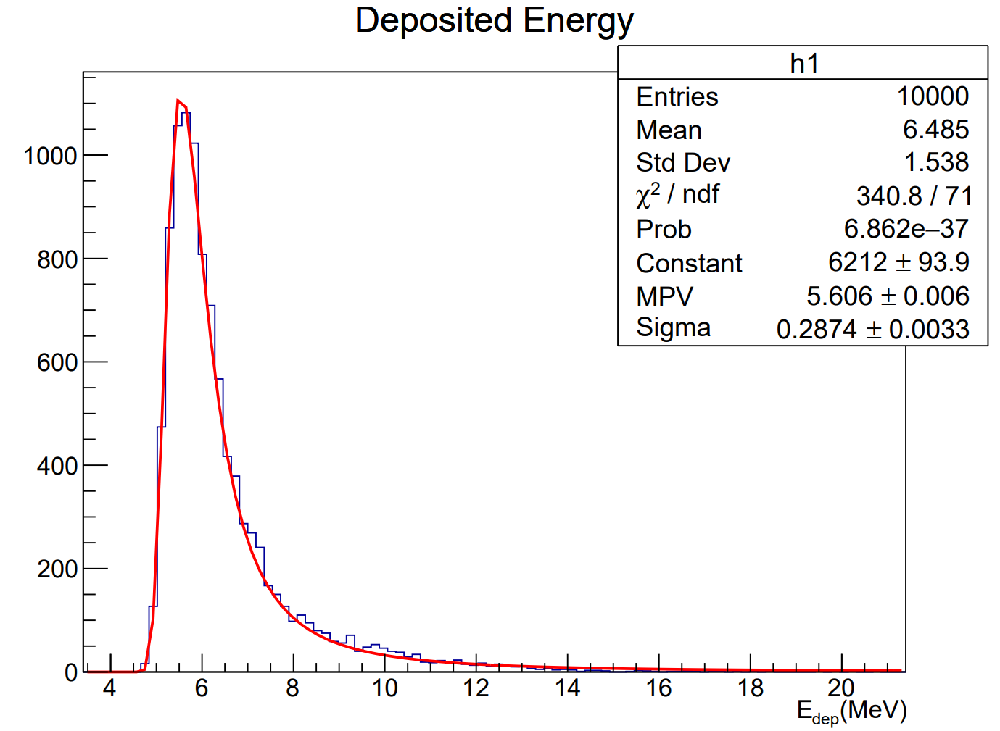 Deposited Energy
h1
Entries 10000
Mean 6.485
Std Dev 1.538
χ² / ndf 340.8 / 71
Prob 6.862e–37
Constant 6212 ± 93.9
MPV 5.606 ± 0.006
Sigma 0.2874 ± 0.0033
1000
800
600
400
200
0
4 6 8 10 12 14 16 18 20
E_dep(MeV)